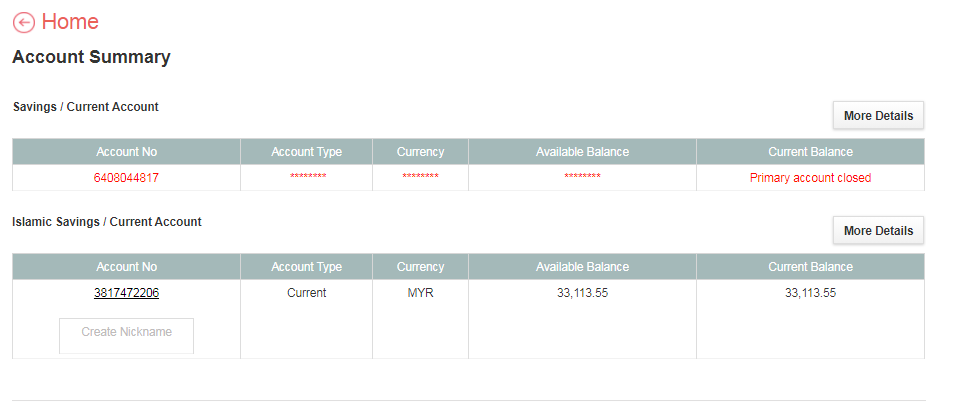 Home
Account Summary
Savings / Current Account
More Details
Account No Account Type Currency Available Balance Current Balance
6408044817 ******** ******** ******** Primary account closed
Islamic Savings / Current Account
More Details
Account No Account Type Currency Available Balance Current Balance
3817472206 Current MYR 33,113.55 33,113.55
Create Nickname